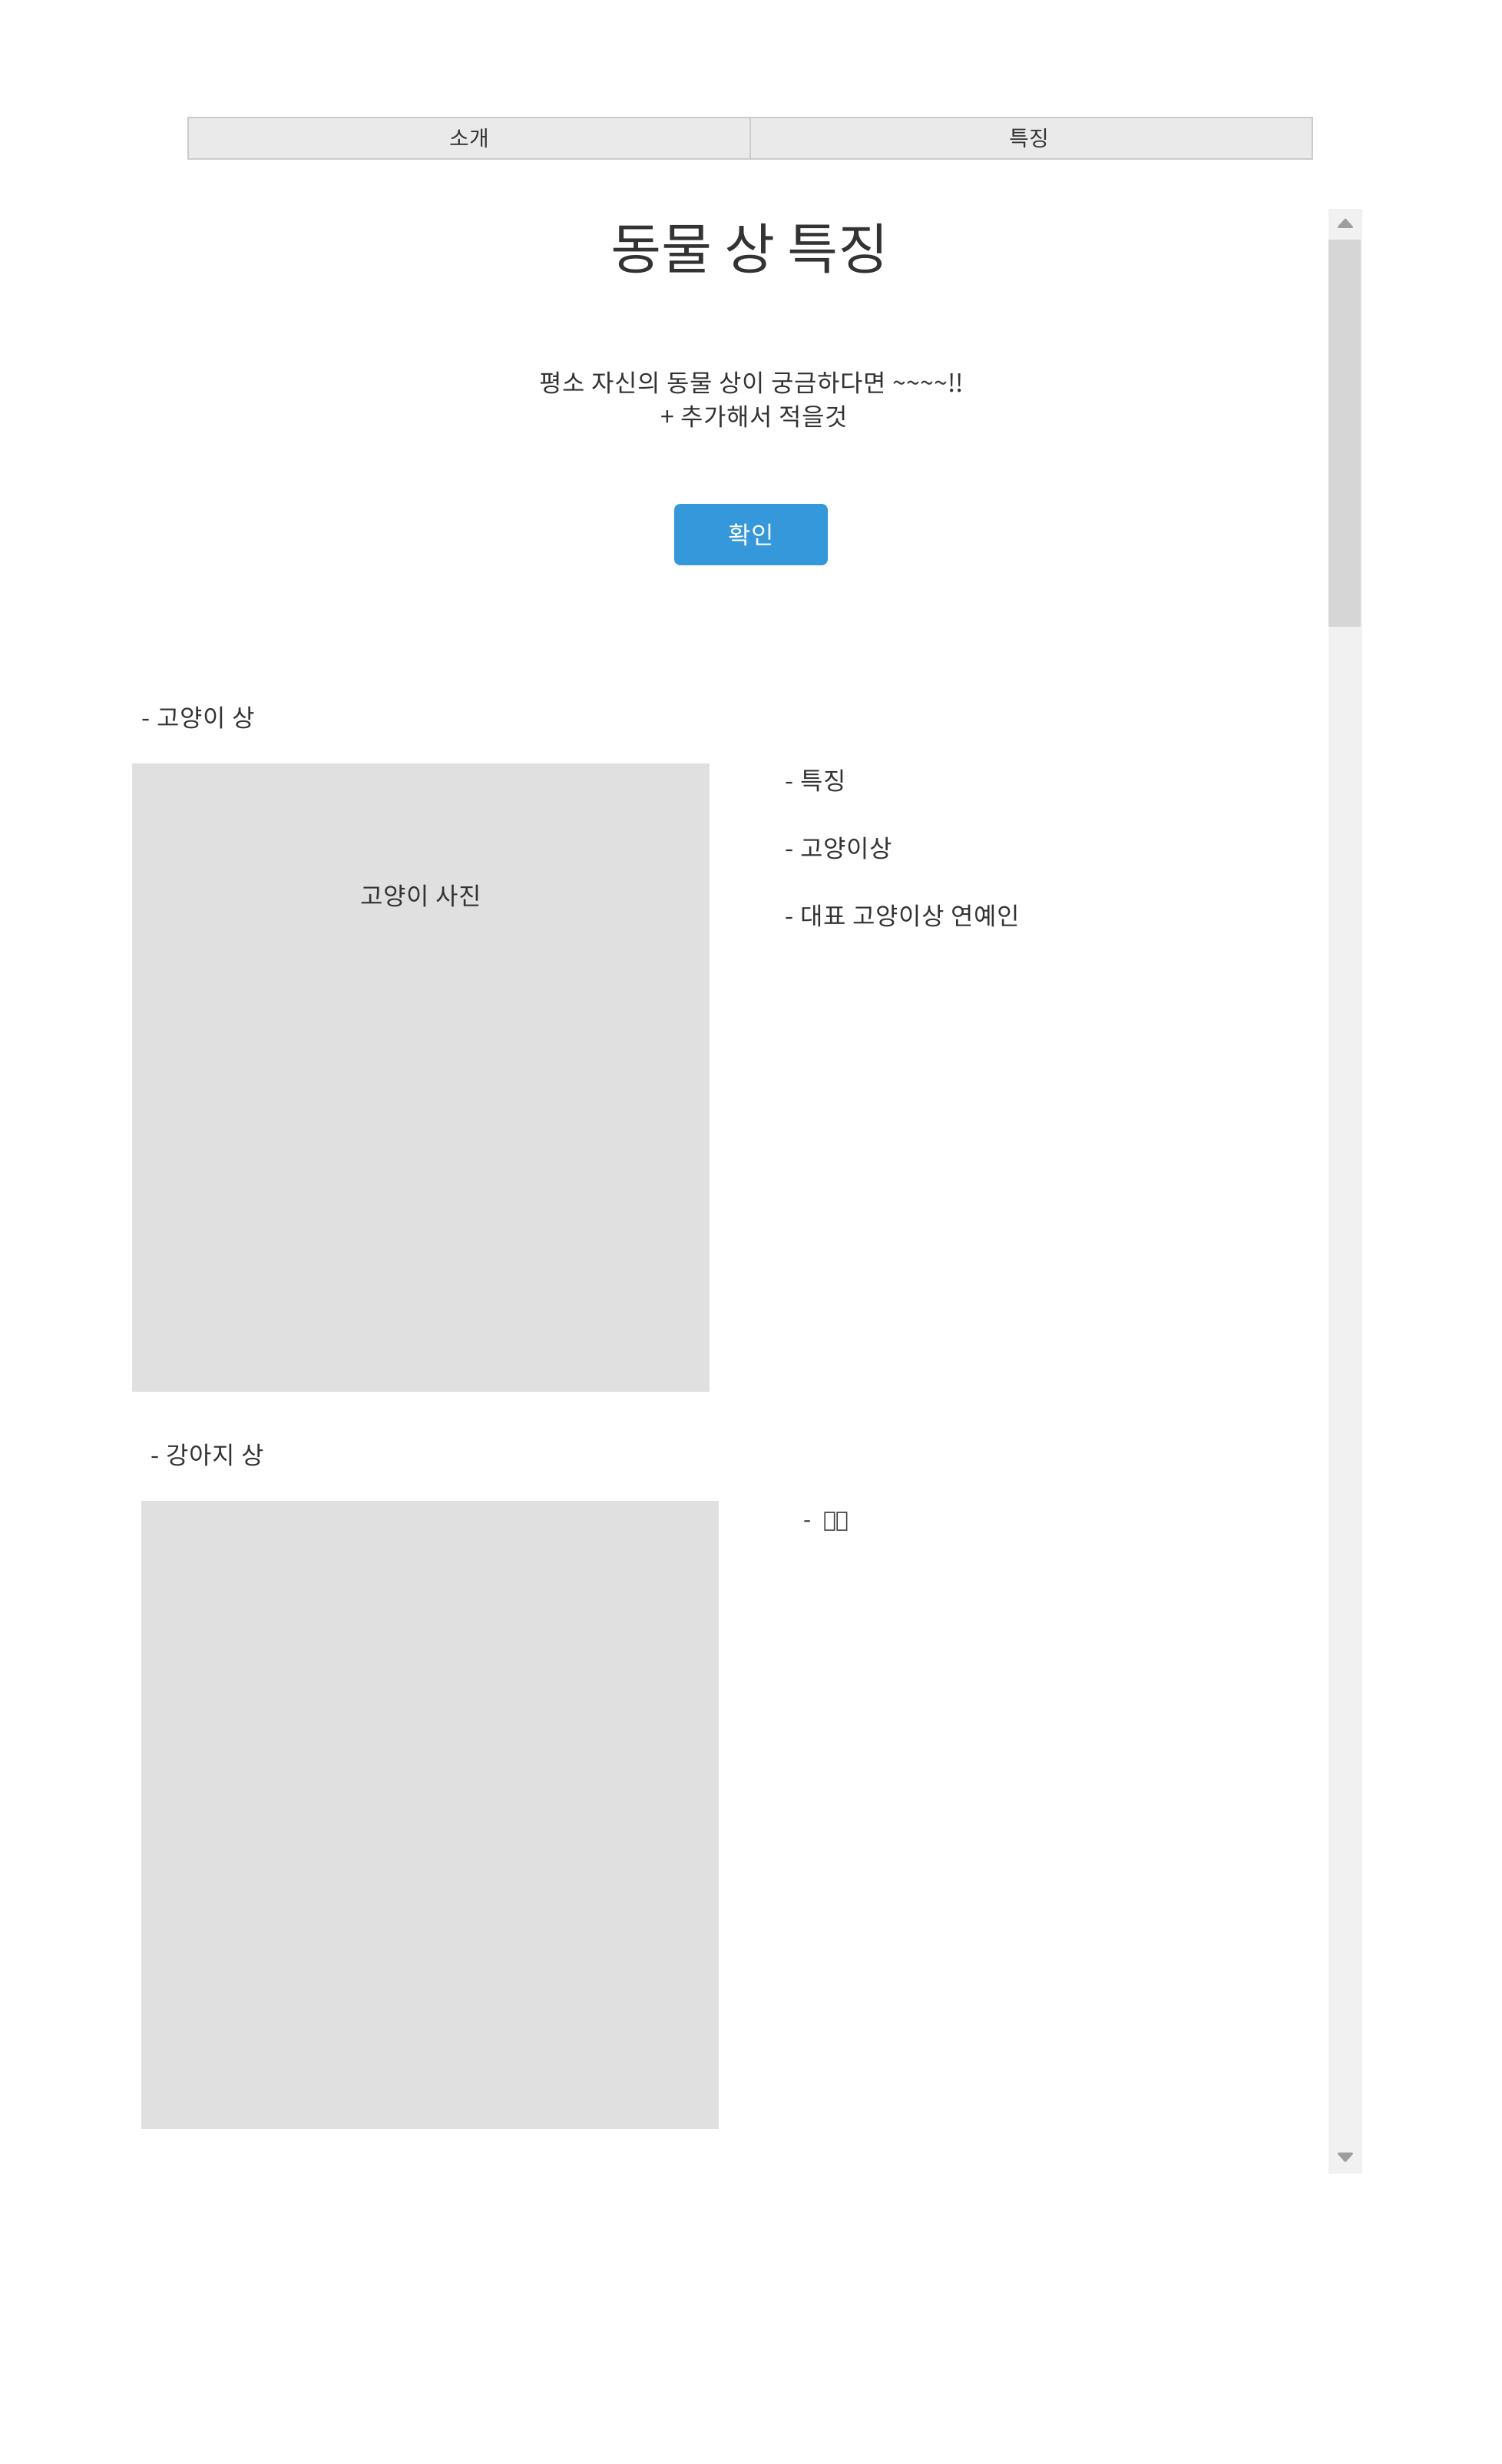 소개
특징
동물 상 특징
평소 자신의 동물 상이 궁금하다면 ~~~~!!
+ 추가해서 적을것
확인
- 고양이 상
고양이 사진
- 특징
- 고양이상
- 대표 고양이상 연예인
- 강아지 상
-